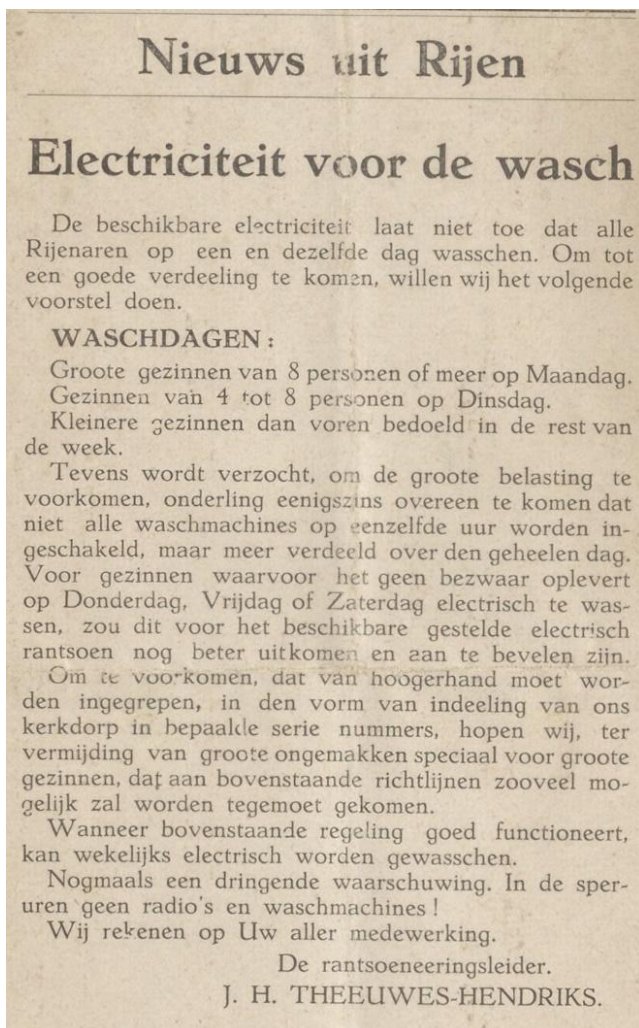 Nieuws uit Rijen
Electriciteit voor de wasch
De beschikbare electriciteit laat niet toe dat alle
Rijenaren op een en dezelfde dag wasschen. Om tot
een goede verdeeling te komen, willen wij het volgende
voorstel doen.
WASCHDAGEN:
Groote gezinnen van 8 personen of meer op Maandag.
Gezinnen van 4 tot 8 personen op Dinsdag.
Kleinere gezinnen dan voren bedoeld in de rest van
de week.
Tevens wordt verzocht, om de groote belasting te
voorkomen, onderling eenigszins overeen te komen dat
niet alle waschmachines op eenzelfde uur worden in-
geschakeld, maar meer verdeeld over den geheelen dag.
Voor gezinnen waarvoor het geen bezwaar oplevert
op Donderdag, Vrijdag of Zaterdag electrisch te was-
sen, zou dit voor het beschikbare gestelde electrisch
rantsoen nog beter uitkomen en aan te bevelen zijn.
Om te voorkomen, dat van hoogerhand moet wor-
den ingegrepen, in den vorm van indeeling van ons
kerkdorp in bepaalde serie nummers, hopen wij, ter
vermijding van groote ongemakken speciaal voor groote
gezinnen, dat aan bovenstaande richtlijnen zooveel mo-
gelijk zal worden tegemoet gekomen.
Wanneer bovenstaande regeling goed functioneert,
kan wekelijks electrisch worden gewasschen.
Nogmaals een dringende waarschuwing. In de sper-
uren geen radio's en waschmachines!
Wij rekenen op Uw aller medewerking.
De rantsoeneeringsleider.
J. H. THEEUWES-HENDRIKS.